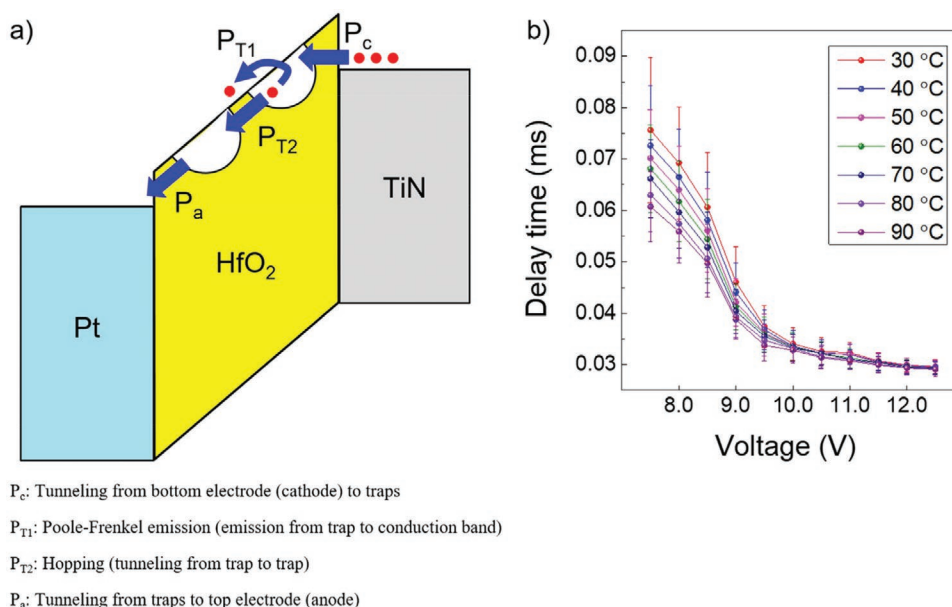 a)
P_T1
P_c
P_T2
P_a
TiN
HfO₂
Pt
P_c: Tunneling from bottom electrode (cathode) to traps
P_T1: Poole-Frenkel emission (emission from trap to conduction band)
P_T2: Hopping (tunneling from trap to trap)
P_a: Tunneling from traps to top electrode (anode)
b)
Delay time (ms)
0.09
0.08
0.07
0.06
0.05
0.04
0.03
30 °C
40 °C
50 °C
60 °C
70 °C
80 °C
90 °C
8.0 9.0 10.0 11.0 12.0
Voltage (V)